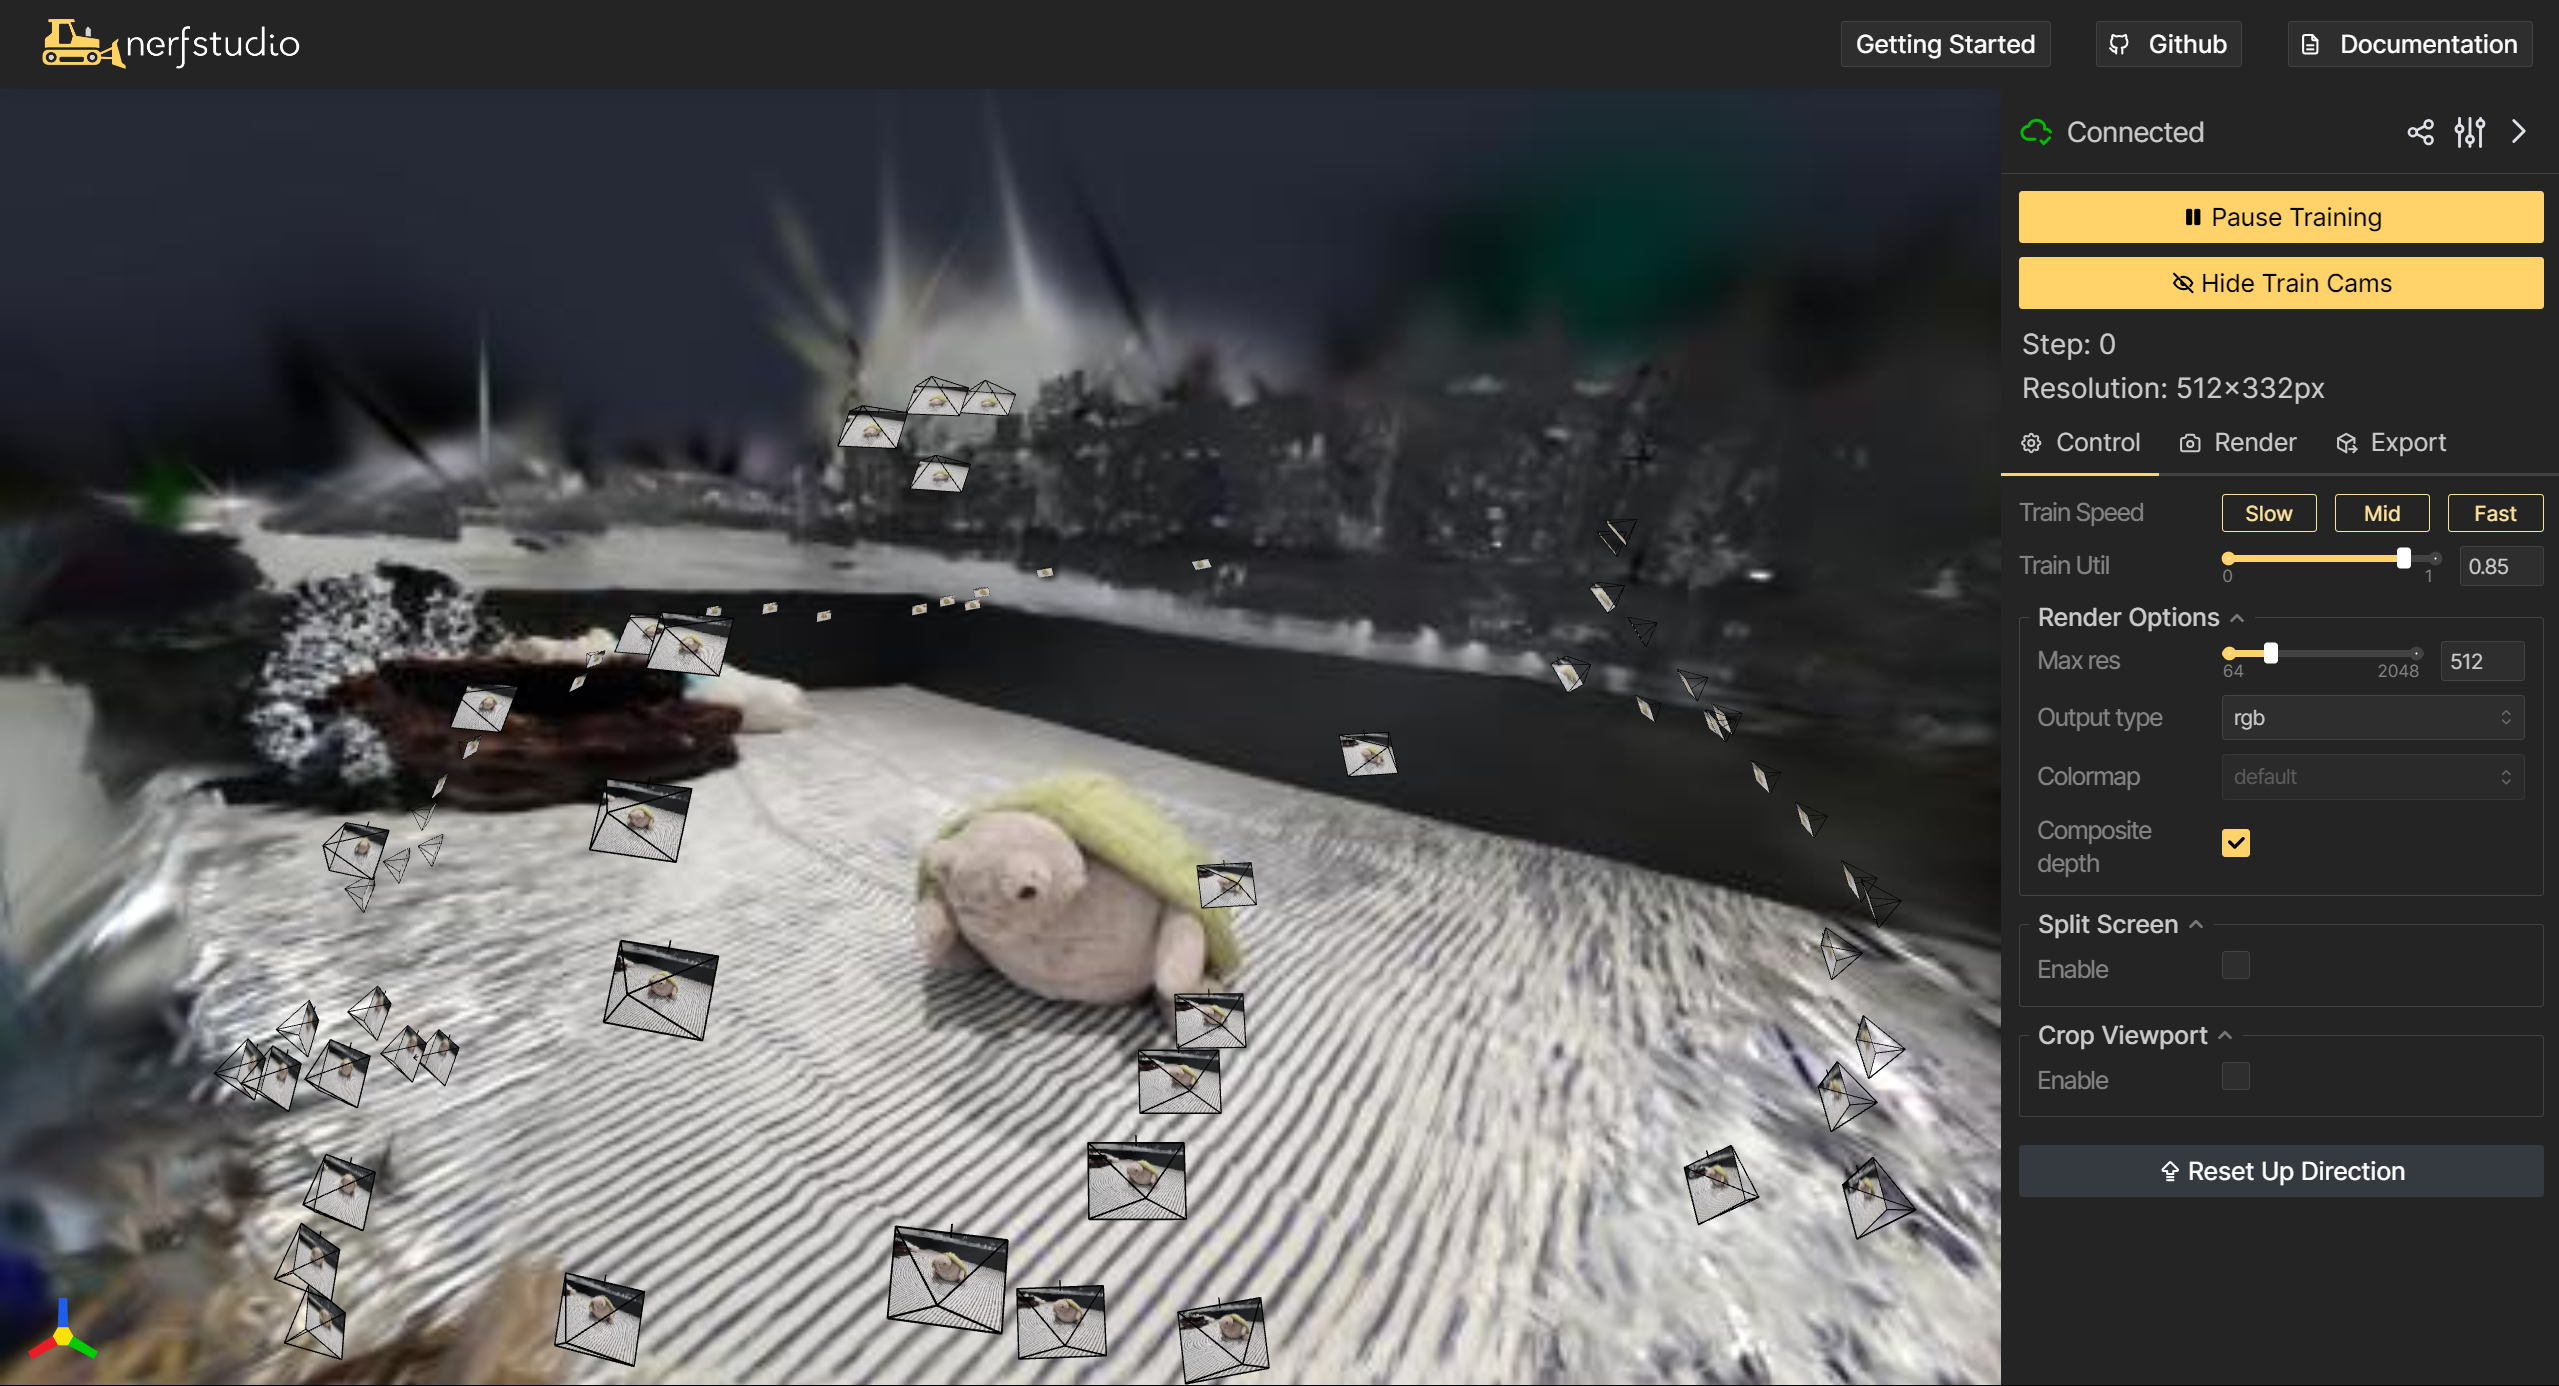 nerfstudio
Getting Started
Github
Documentation
Connected
Pause Training
Hide Train Cams
Step: 0
Resolution: 512×332px
Control
Render
Export
Train Speed
Slow
Mid
Fast
Train Util
0
1
0.85
Render Options
Max res
64
2048
512
Output type
rgb
Colormap
default
Composite
depth
Split Screen
Enable
Crop Viewport
Enable
Reset Up Direction